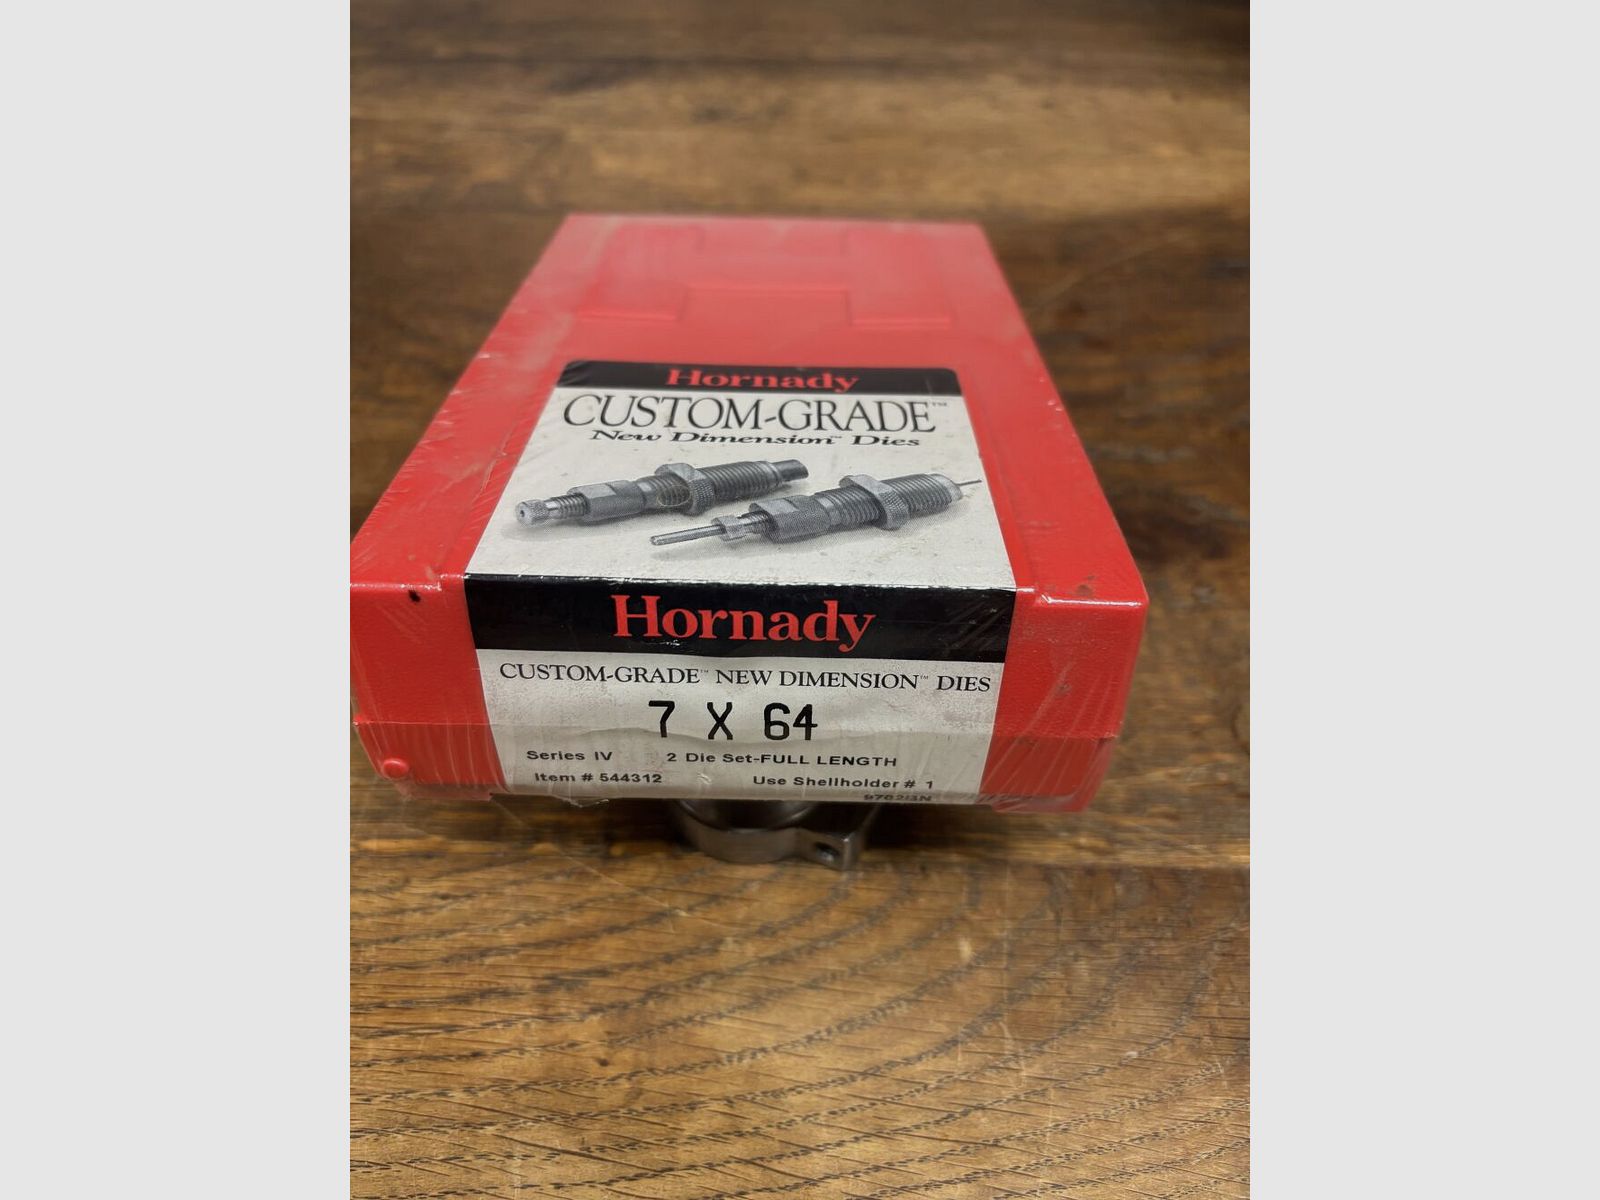 Hornady
CUSTOM-GRADE™
New Dimension™ Dies
Hornady
CUSTOM-GRADE™ NEW DIMENSION™ DIES
7 X 64
Series IV 2 Die Set-FULL LENGTH
Item # 544312 Use Shellholder # 1